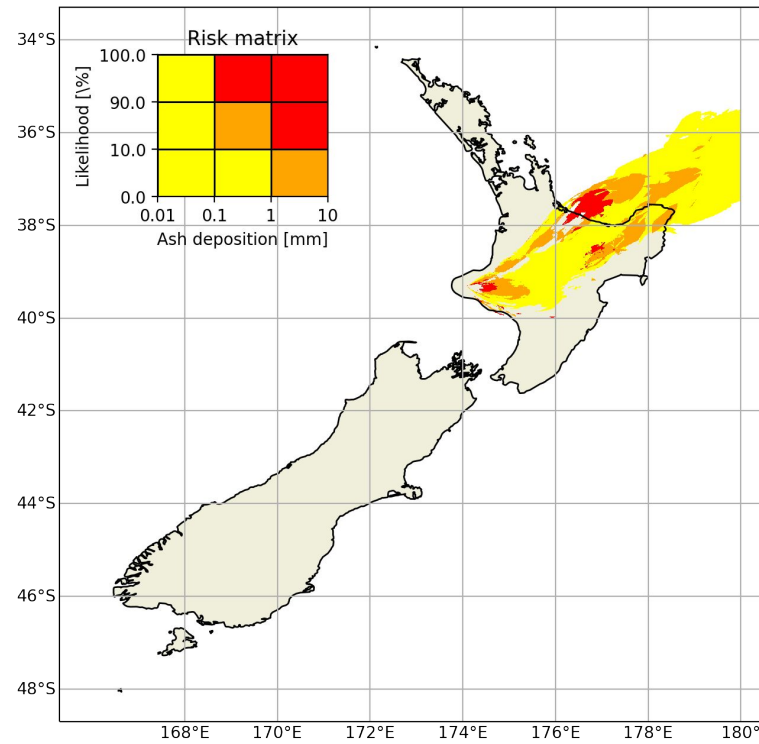 Risk matrix
Likelihood [\%]
100.0
90.0
10.0
0.0
0.01 0.1 1 10
Ash deposition [mm]
34°S
36°S
38°S
40°S
42°S
44°S
46°S
48°S
168°E 170°E 172°E 174°E 176°E 178°E 180°